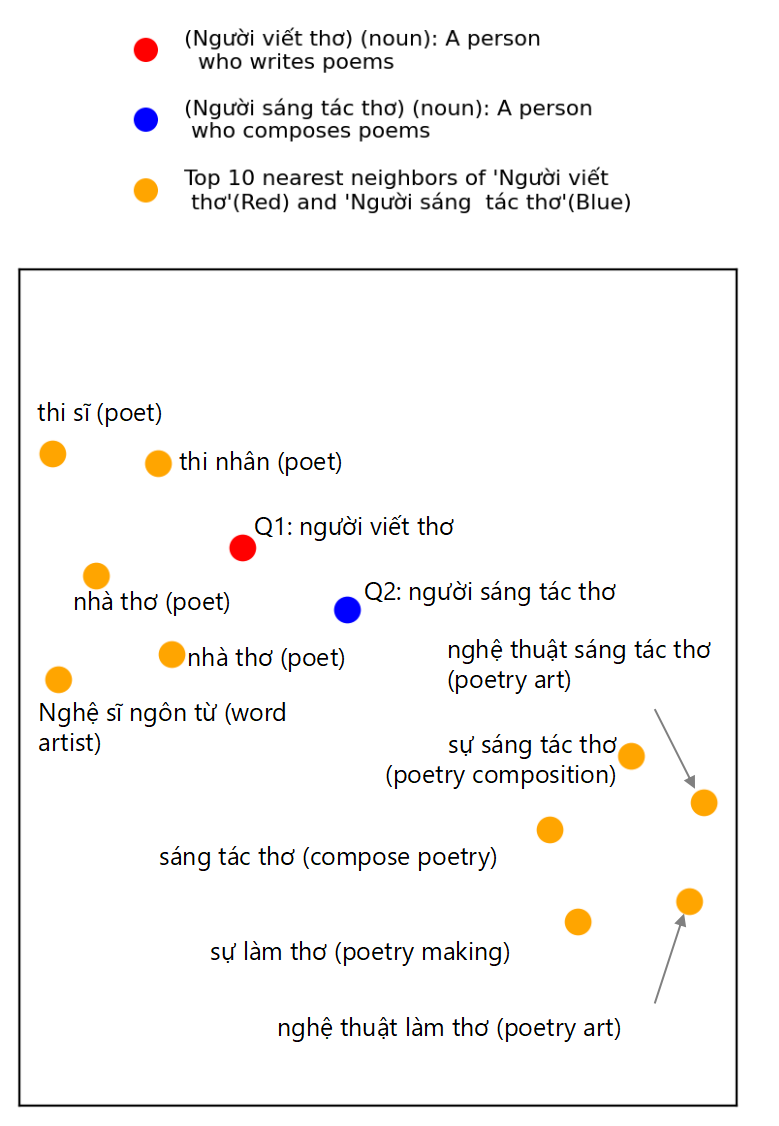 (Người viết thơ) (noun): A person
who writes poems
(Người sáng tác thơ) (noun): A person
who composes poems
Top 10 nearest neighbors of 'Người viết
thơ'(Red) and 'Người sáng  tác thơ'(Blue)
thi sĩ (poet)
thi nhân (poet)
Q1: người viết thơ
Q2: người sáng tác thơ
nhà thơ (poet)
nhà thơ (poet)
nghệ thuật sáng tác thơ
(poetry art)
Nghệ sĩ ngôn từ (word
artist)
sự sáng tác thơ
(poetry composition)
sáng tác thơ (compose poetry)
sự làm thơ (poetry making)
nghệ thuật làm thơ (poetry art)